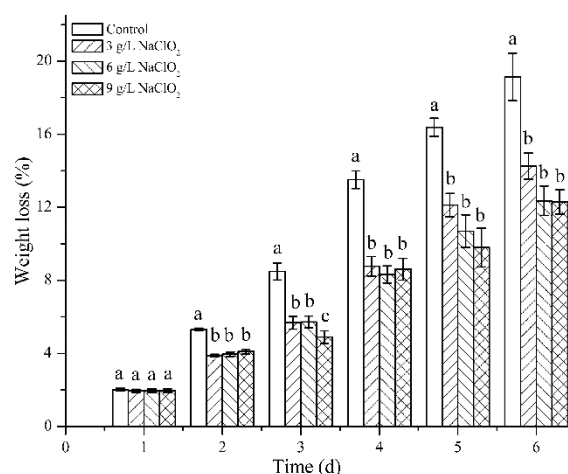 Control
3 g/L NaClO₂
6 g/L NaClO₂
9 g/L NaClO₂
Weight loss (%)
20
16
12
8
4
0
a a a a
a b b b
a b b c
a b b b
a b b b
a b b b
0 1 2 3 4 5 6
Time (d)